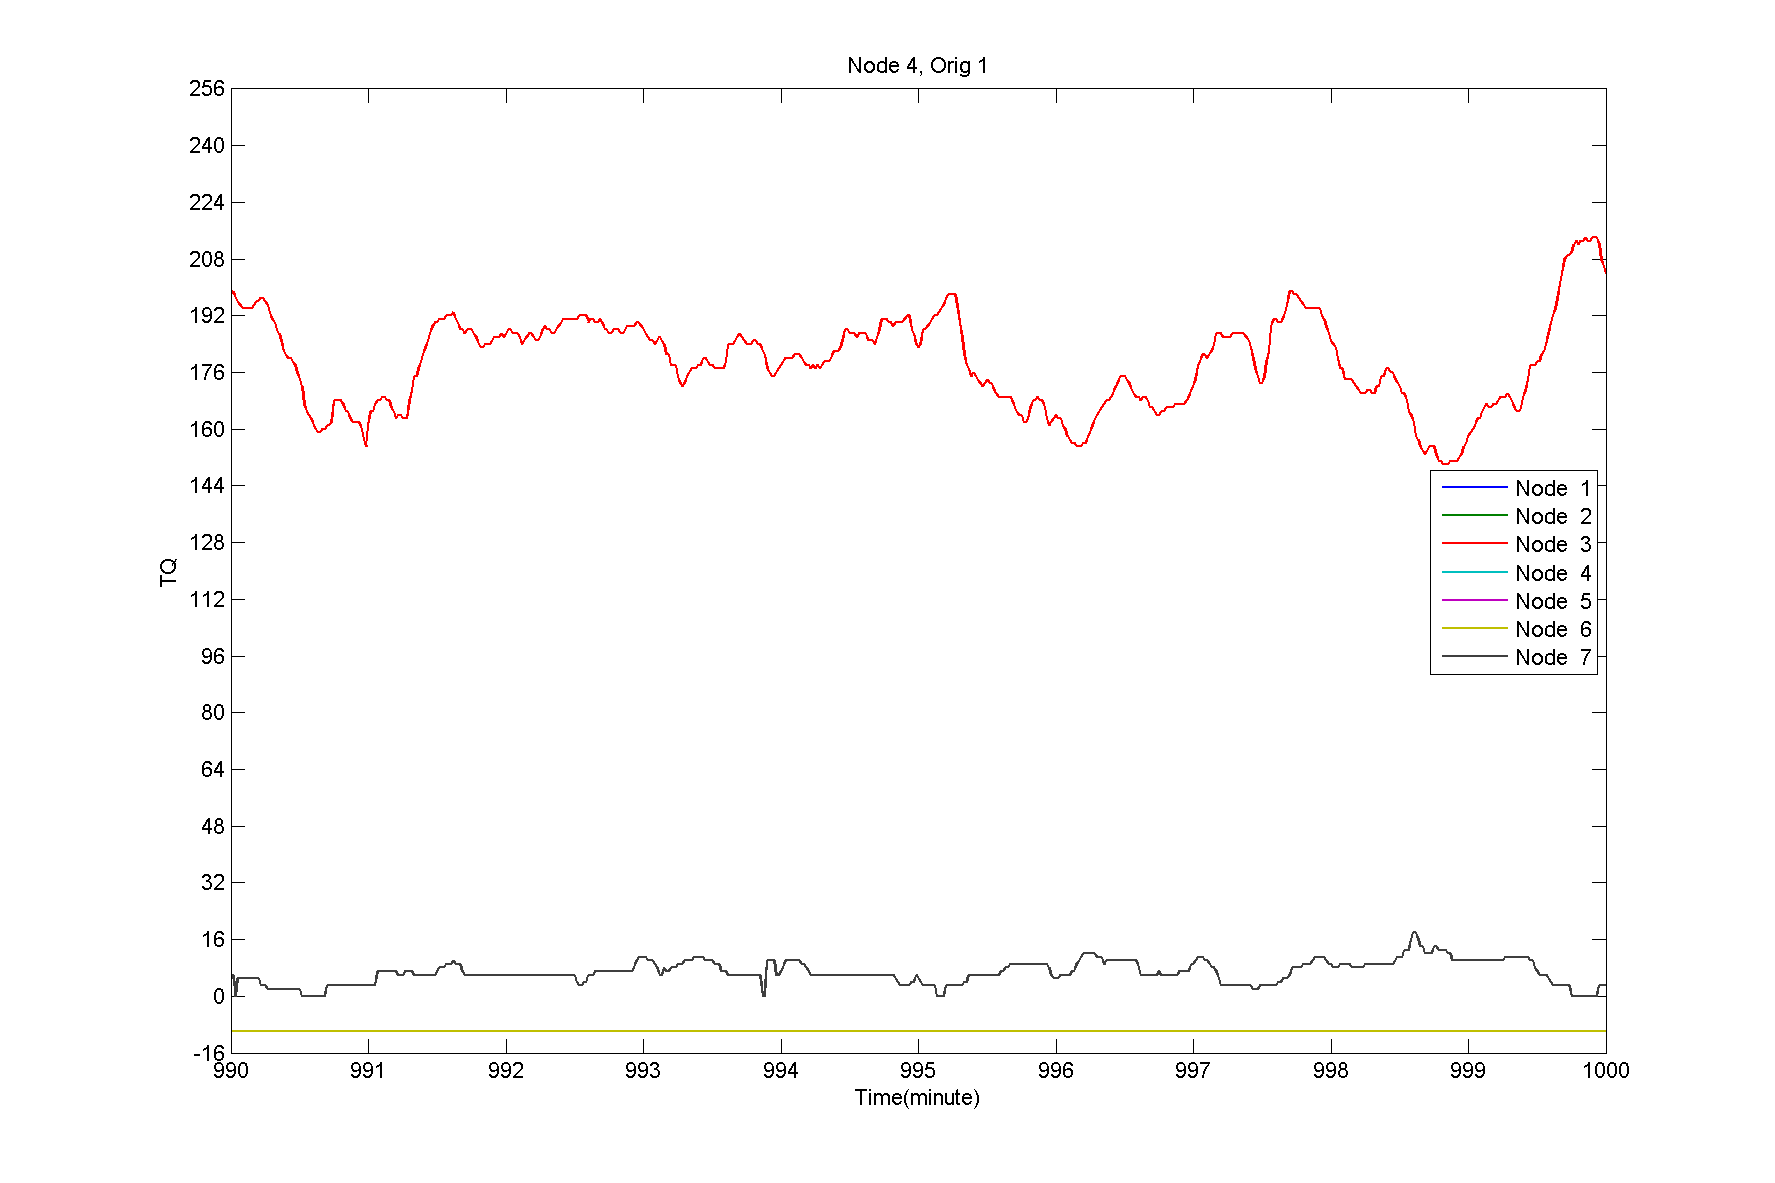 Node 4, Orig 1
256
240
224
208
192
176
160
144
128
112
96
80
64
48
32
16
0
-16
TQ
Node 1
Node 2
Node 3
Node 4
Node 5
Node 6
Node 7
990 991 992 993 994 995 996 997 998 999 1000
Time(minute)